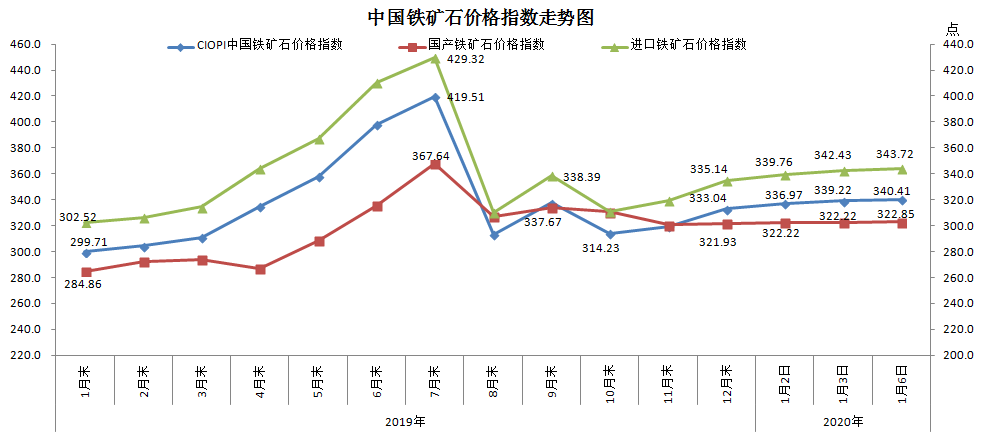 中国铁矿石价格指数走势图
点
CIOPI中国铁矿石价格指数 国产铁矿石价格指数 进口铁矿石价格指数
460.0 440.0
440.0 420.0
420.0 400.0
400.0 380.0
380.0 360.0
360.0 340.0
340.0 320.0
320.0 300.0
300.0 280.0
280.0 260.0
260.0 240.0
240.0 220.0
220.0 200.0
429.32
419.51
367.64
338.39 335.14 339.76 342.43 343.72
302.52 333.04 336.97 339.22 340.41
299.71 337.67 314.23 321.93 322.22 322.22 322.85
284.86
1月末 2月末 3月末 4月末 5月末 6月末 7月末 8月末 9月末 10月末 11月末 12月末 1月2日 1月3日 1月6日
2019年 2020年